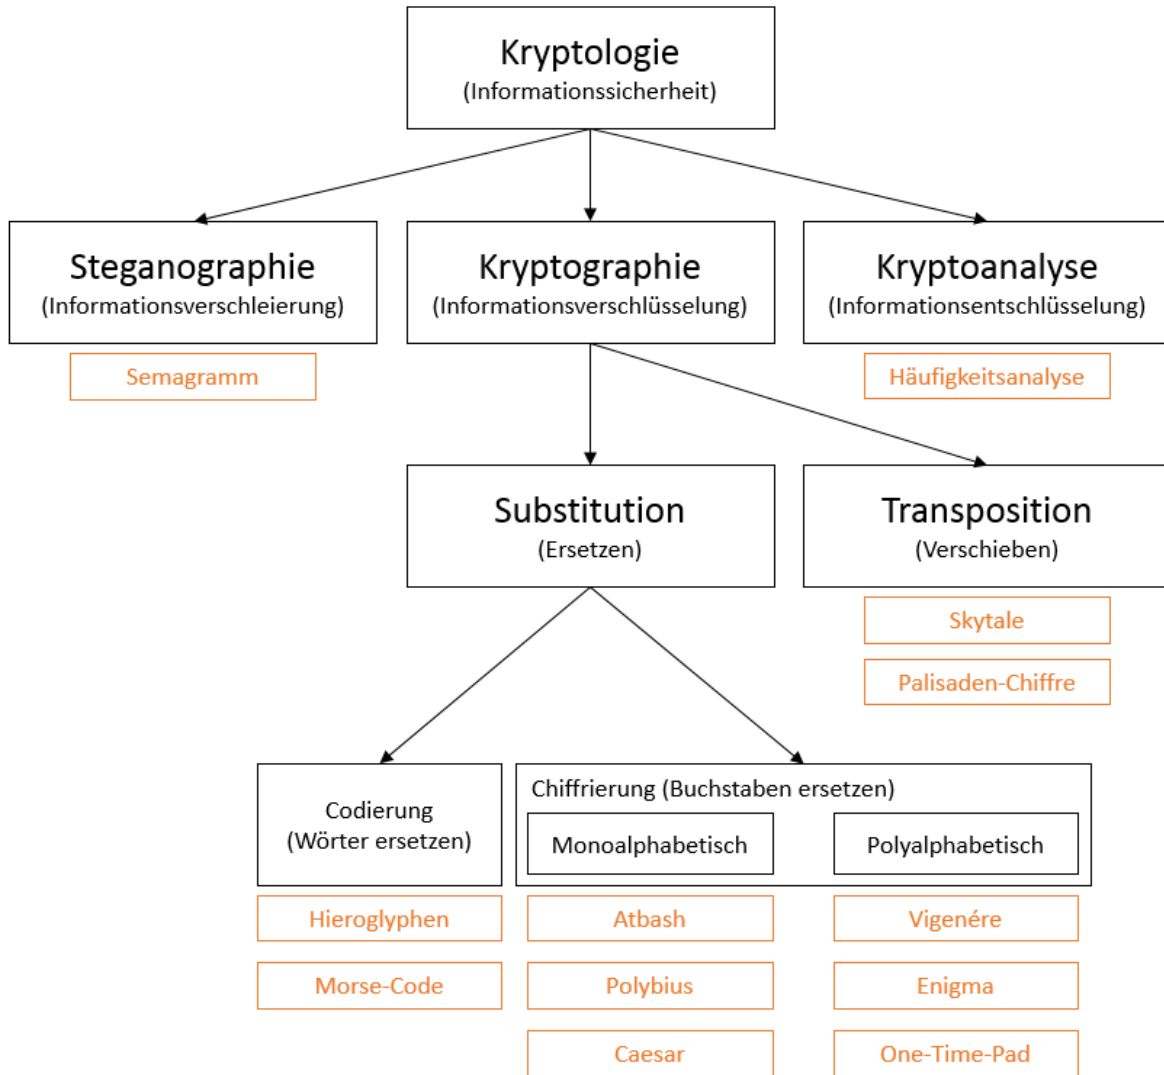 Kryptologie
(Informationssicherheit)
Steganographie
(Informationsverschleierung)
Kryptographie
(Informationsverschlüsselung)
Kryptoanalyse
(Informationsentschlüsselung)
Semagramm
Häufigkeitsanalyse
Substitution
(Ersetzen)
Transposition
(Verschieben)
Skytale
Palisaden-Chiffre
Codierung
(Wörter ersetzen)
Chiffrierung (Buchstaben ersetzen)
Monoalphabetisch
Polyalphabetisch
Hieroglyphen
Atbash
Vigenére
Morse-Code
Polybius
Enigma
Caesar
One-Time-Pad